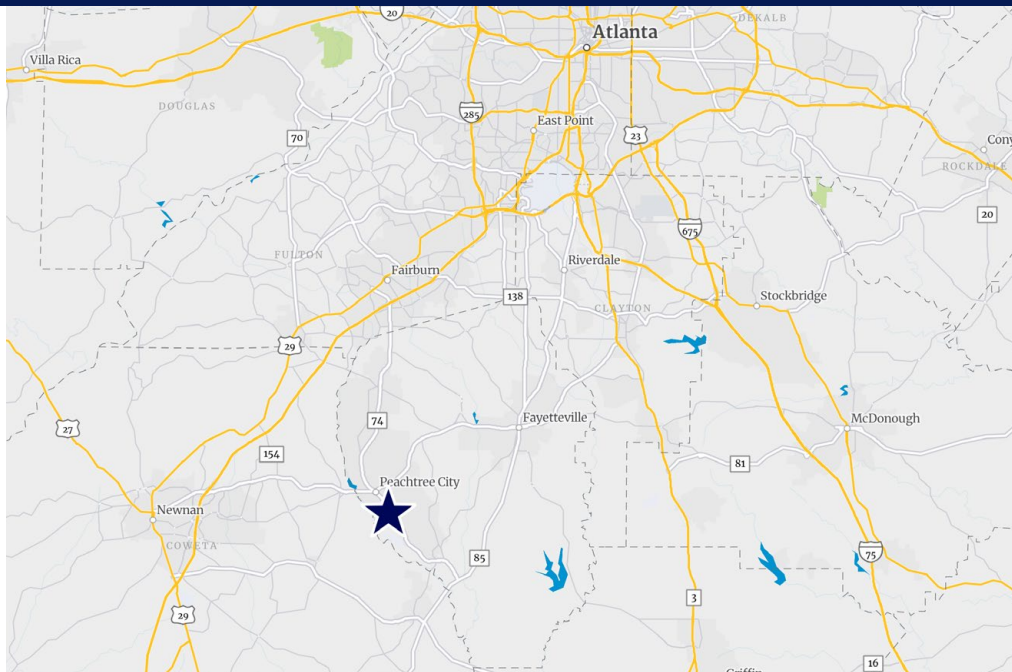 20
DEKALB
Atlanta
Villa Rica
DOUGLAS
285
East Point
70
23
Cony
ROCKDALE
20
675
FULTON
Riverdale
Fairburn
138
CLAYTON
Stockbridge
29
74
Fayetteville
McDonough
27
154
81
Peachtree City
Newnan
COWETA
85
75
3
29
16